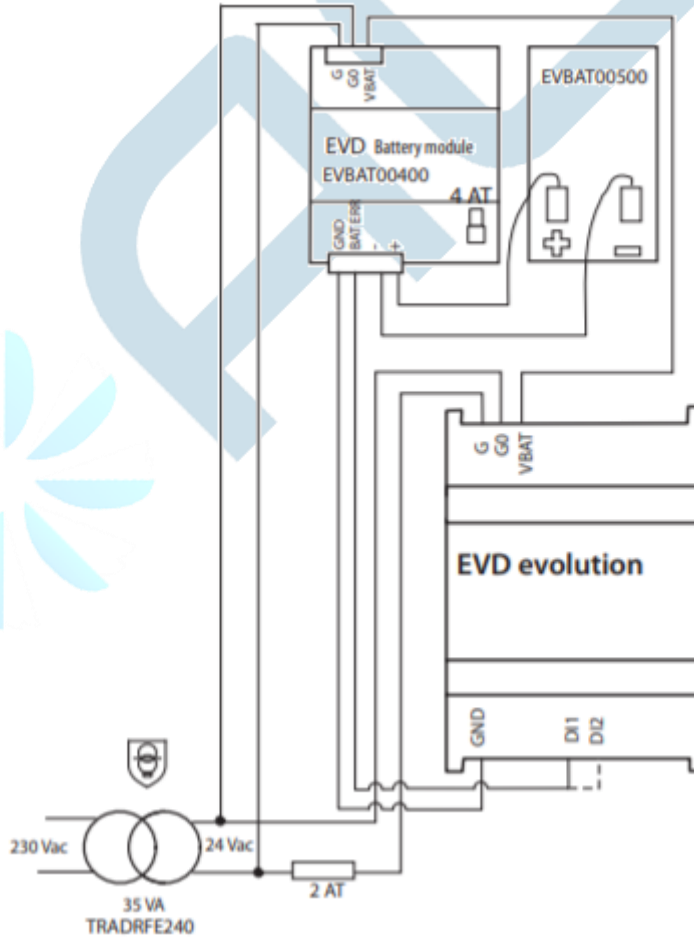 G
G0
VBAT
EVBAT00500
EVD Battery module
EVBAT00400
4 AT
GND
BAT ERR
-
+
G
G0
VBAT
EVD evolution
GND
DI1
DI2
230 Vac
24 Vac
2 AT
35 VA
TRADRFE240